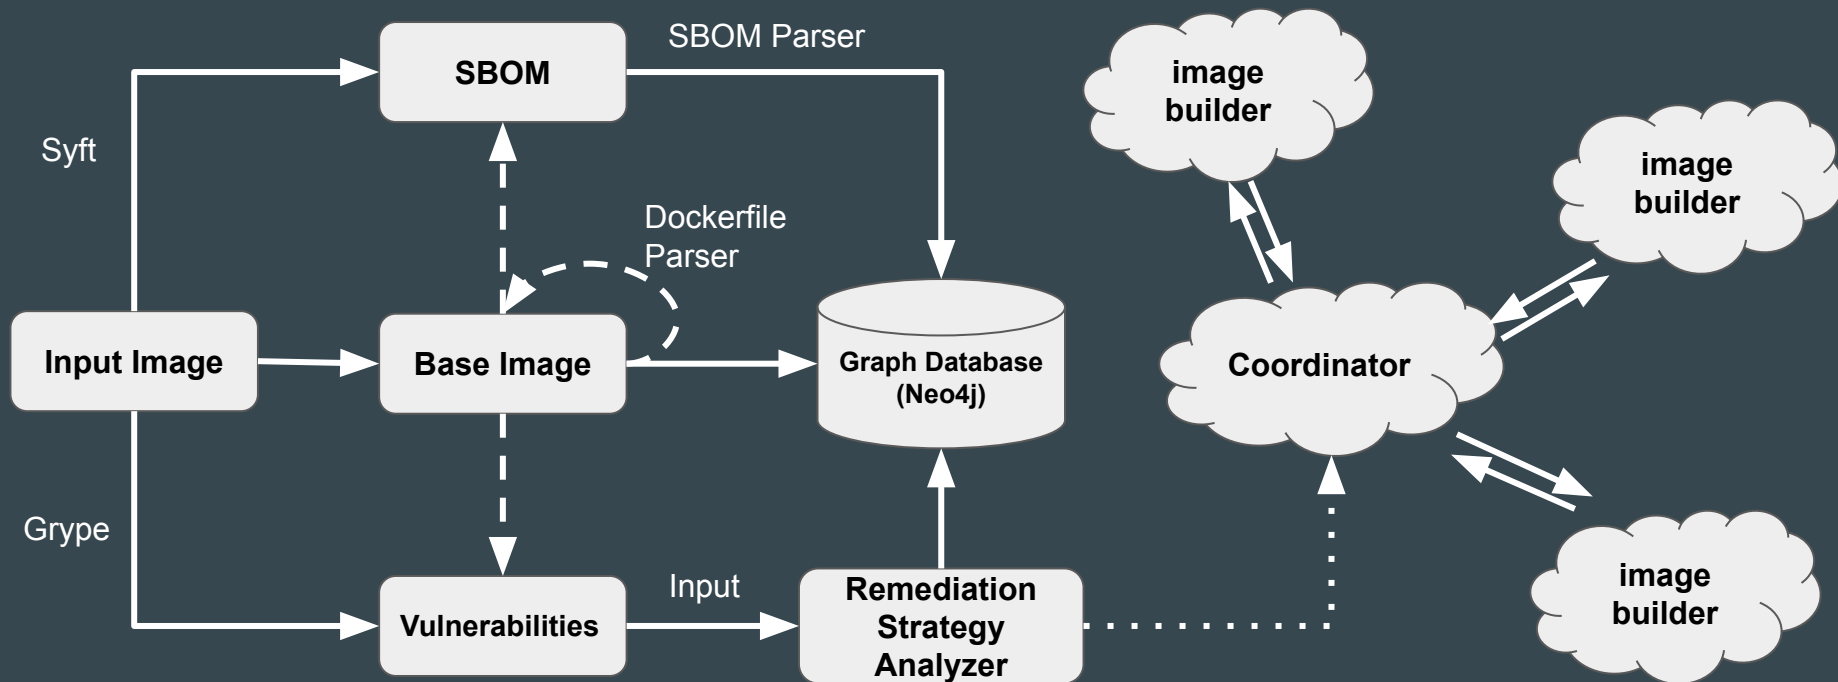 SBOM
SBOM Parser
image
builder
Syft
image
builder
Dockerfile
Parser
Input Image
Base Image
Graph Database
(Neo4j)
Coordinator
Grype
Vulnerabilities
Input
Remediation
Strategy
Analyzer
image
builder